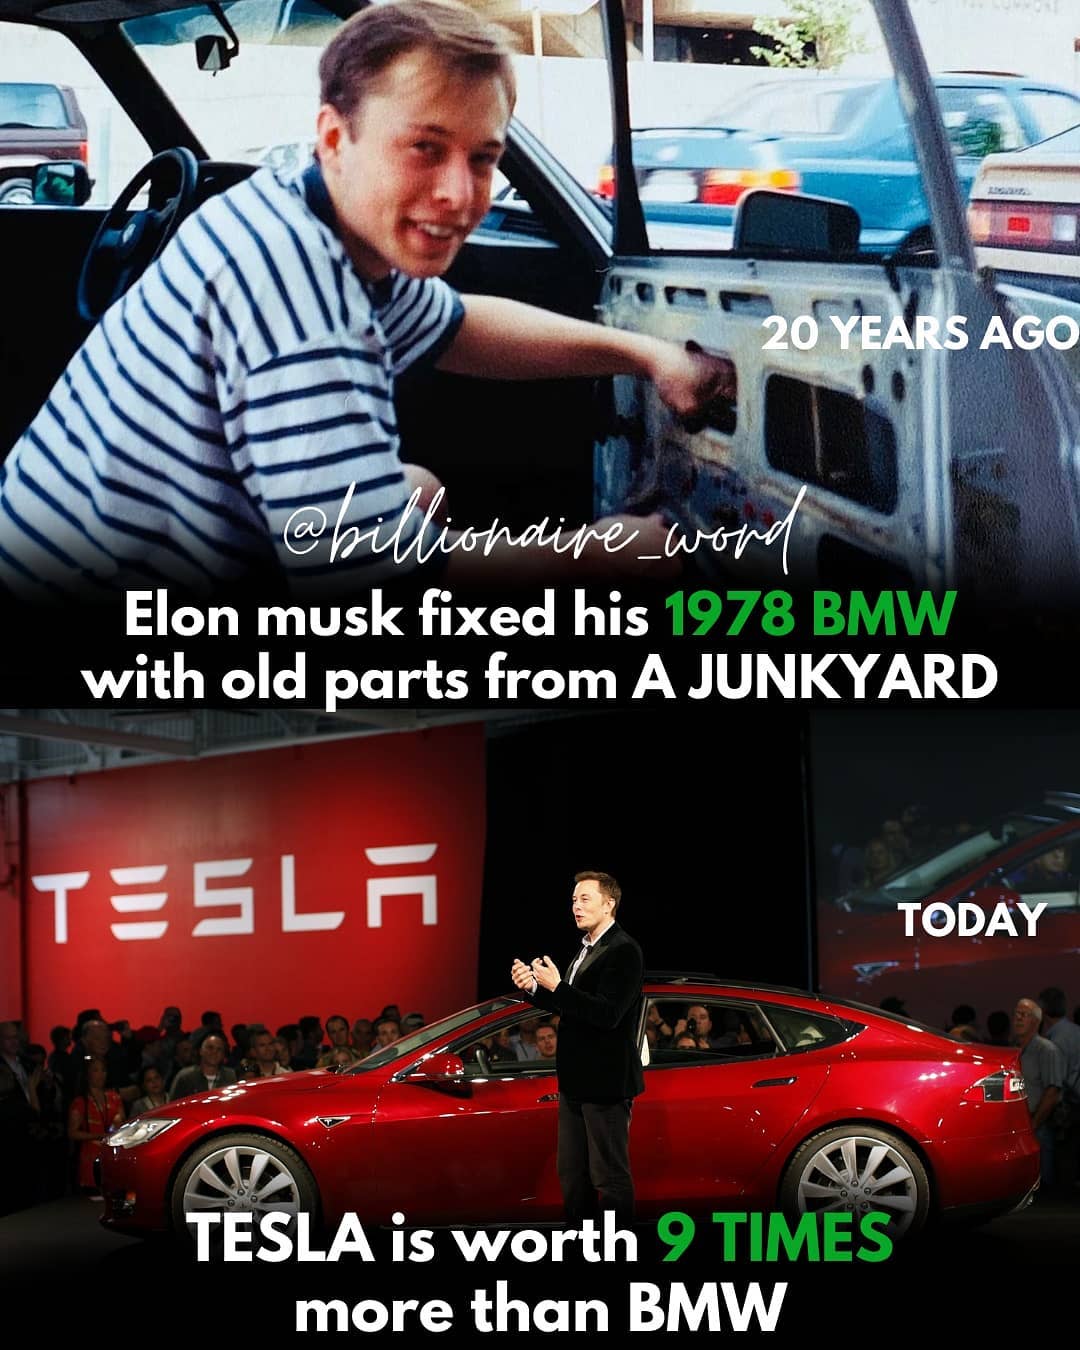 20 YEARS AGO
@billionaire_word
Elon musk fixed his 1978 BMW
with old parts from A JUNKYARD
TESLA
TODAY
TESLA is worth 9 TIMES
more than BMW